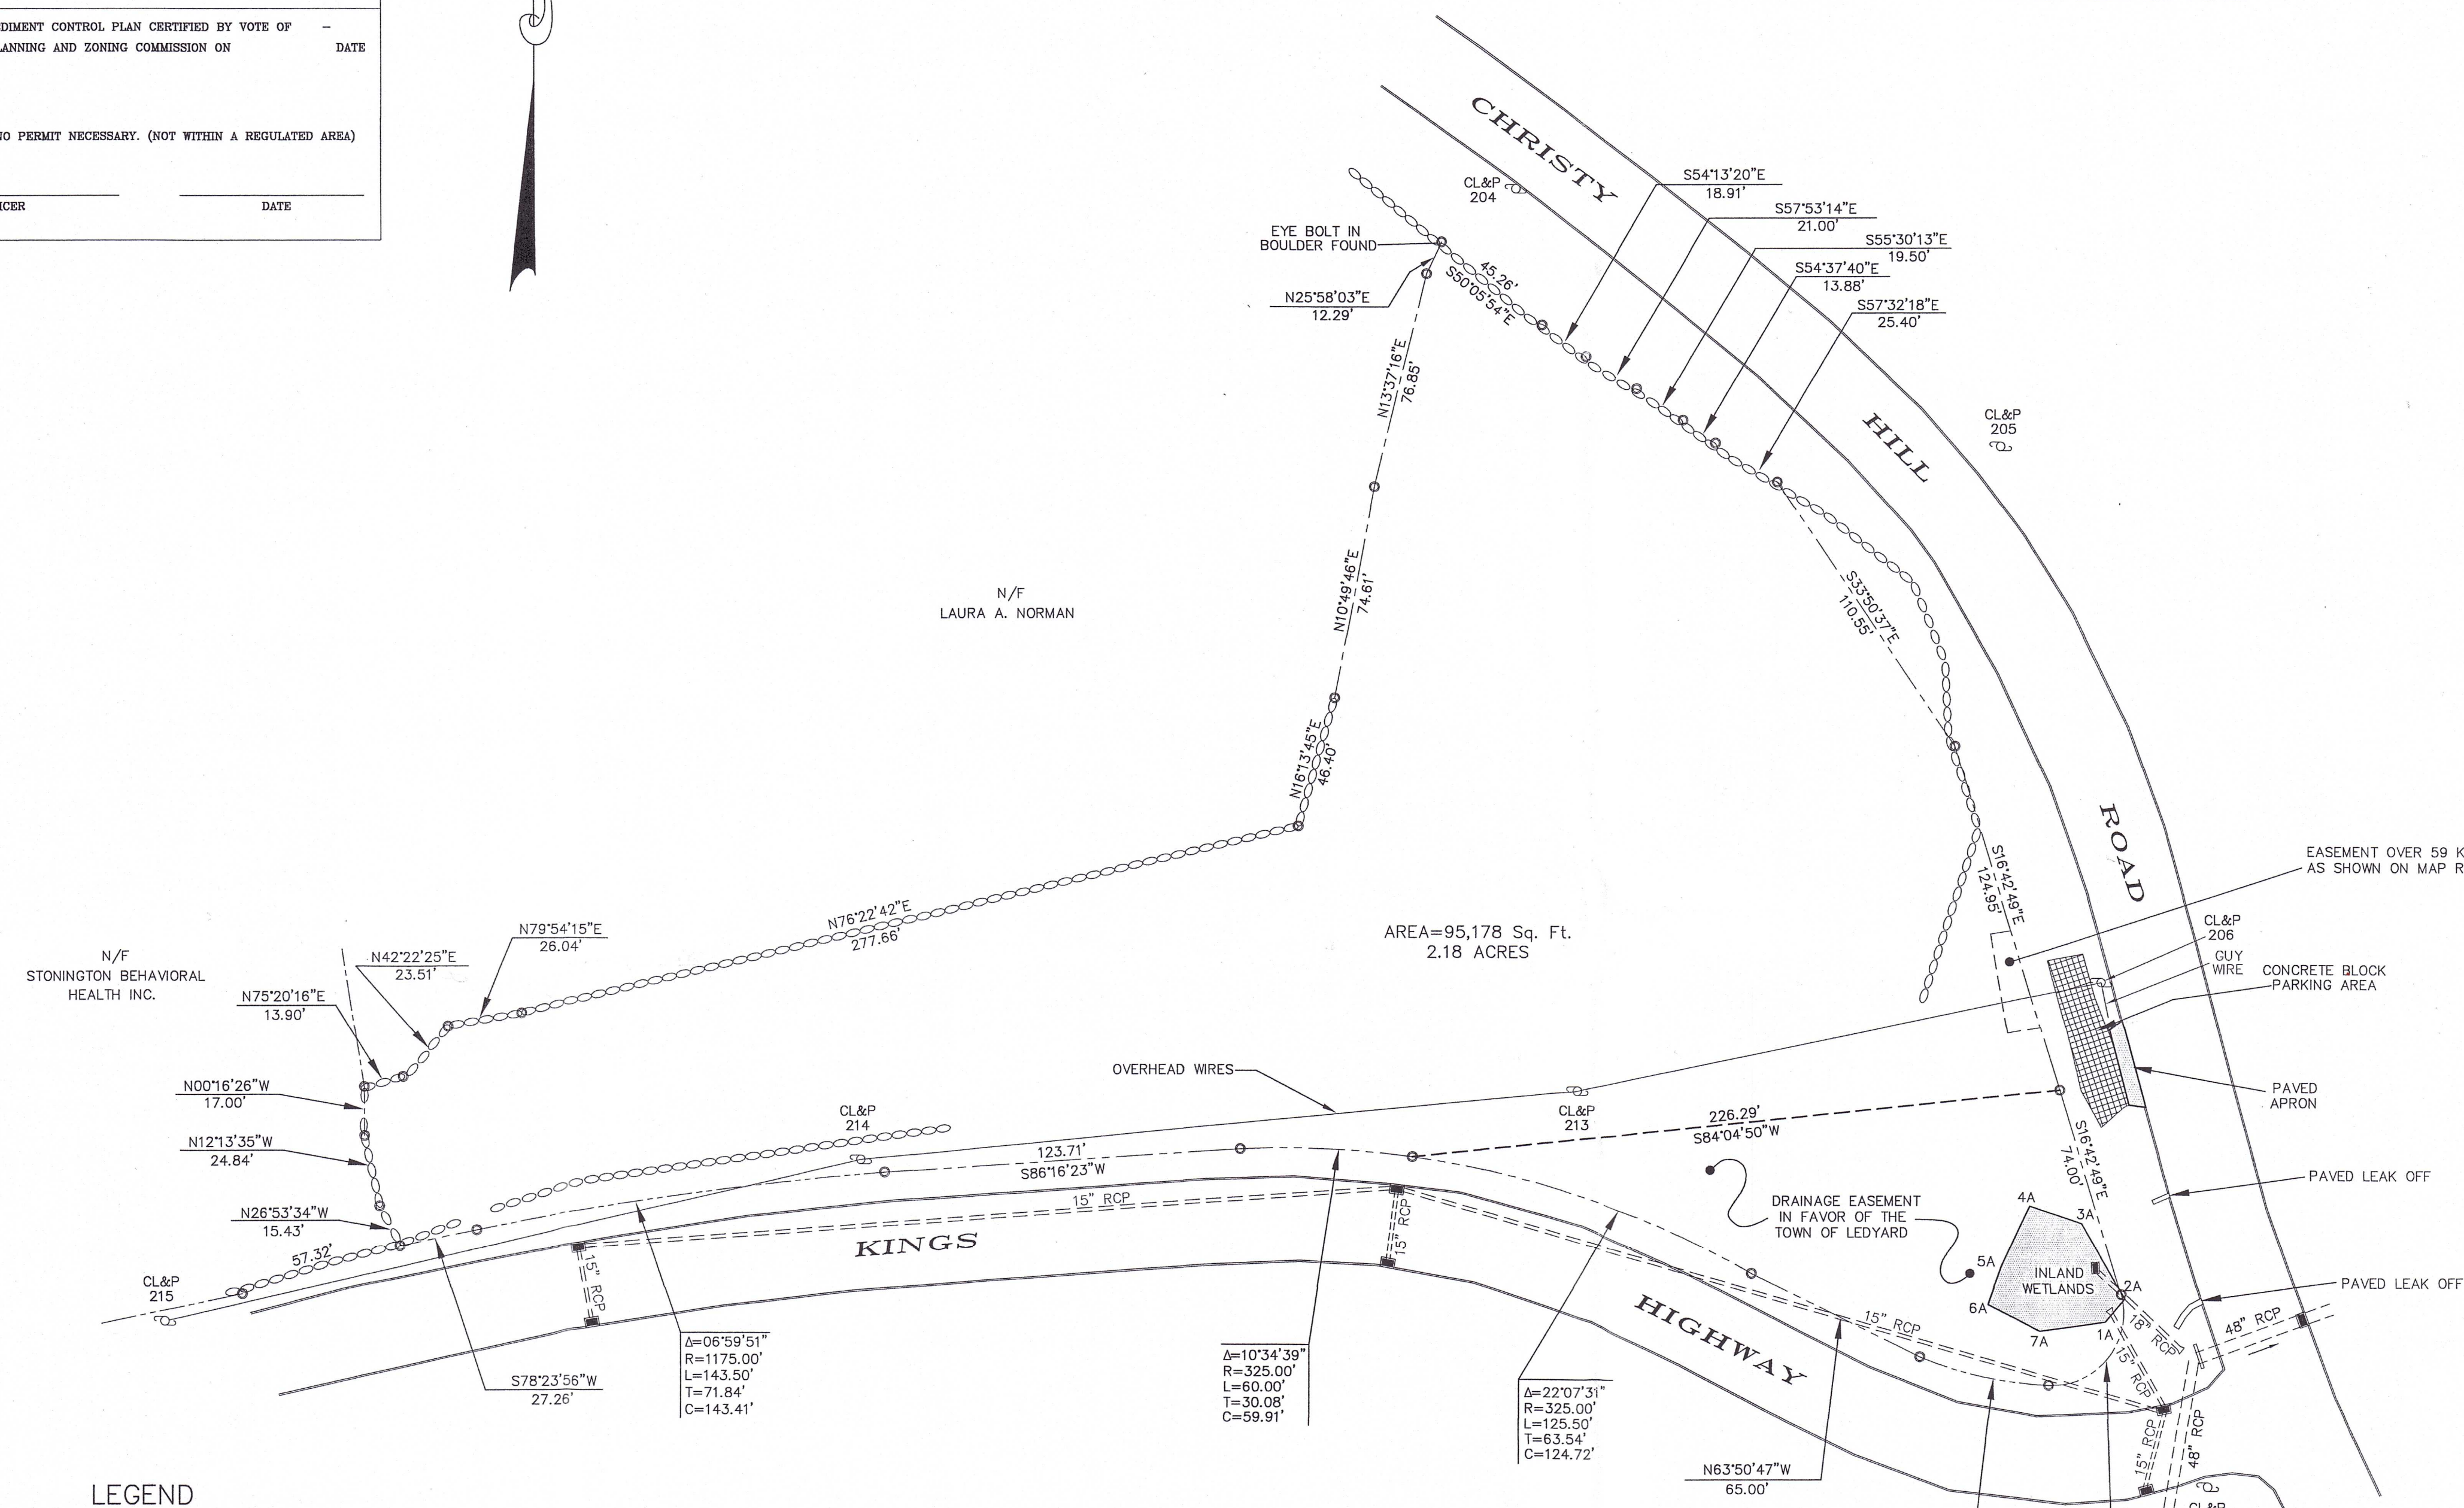 EDIMENT CONTROL PLAN CERTIFIED BY VOTE OF –
LANNING AND ZONING COMMISSION ON DATE
NO PERMIT NECESSARY. (NOT WITHIN A REGULATED AREA)
ICER DATE
CHRISTY
HILL
ROAD
CL&P
204
EYE BOLT IN
BOULDER FOUND
N25°58'03"E
12.29'
45.26'
S50°05'54"E
S54°13'20"E
18.91'
S57°53'14"E
21.00'
S55°30'13"E
19.50'
S54°37'40"E
13.88'
S57°32'18"E
25.40'
CL&P
205
N13°37'16"E
76.85'
N10°49'46"E
74.61'
N16°13'45"E
46.40'
S33°50'37"E
110.55'
N/F
LAURA A. NORMAN
S16°42'49"E
124.95'
EASEMENT OVER 59 K
AS SHOWN ON MAP R
CL&P
206
GUY
WIRE
CONCRETE BLOCK
PARKING AREA
AREA=95,178 Sq. Ft.
2.18 ACRES
N76°22'42"E
277.66'
N79°54'15"E
26.04'
N42°22'25"E
23.51'
N/F
STONINGTON BEHAVIORAL
HEALTH INC.
N75°20'16"E
13.90'
N00°16'26"W
17.00'
N12°13'35"W
24.84'
N26°53'34"W
15.43'
57.32'
CL&P
215
OVERHEAD WIRES
CL&P
214
123.71'
S86°16'23"W
CL&P
213
226.29'
S84°04'50"W
PAVED
APRON
S16°42'49"E
74.00'
PAVED LEAK OFF
DRAINAGE EASEMENT
IN FAVOR OF THE
TOWN OF LEDYARD
4A
3A
5A
INLAND
WETLANDS
2A
6A
7A
1A
PAVED LEAK OFF
15" RCP
15" RCP
15" RCP
15" RCP
18" RCP
15" RCP
48" RCP
15" RCP
48" RCP
KINGS
HIGHWAY
S78°23'56"W
27.26'
Δ=06°59'51"
R=1175.00'
L=143.50'
T=71.84'
C=143.41'
Δ=10°34'39"
R=325.00'
L=60.00'
T=30.08'
C=59.91'
Δ=22°07'31"
R=325.00'
L=125.50'
T=63.54'
C=124.72'
N63°50'47"W
65.00'
CL&P
LEGEND